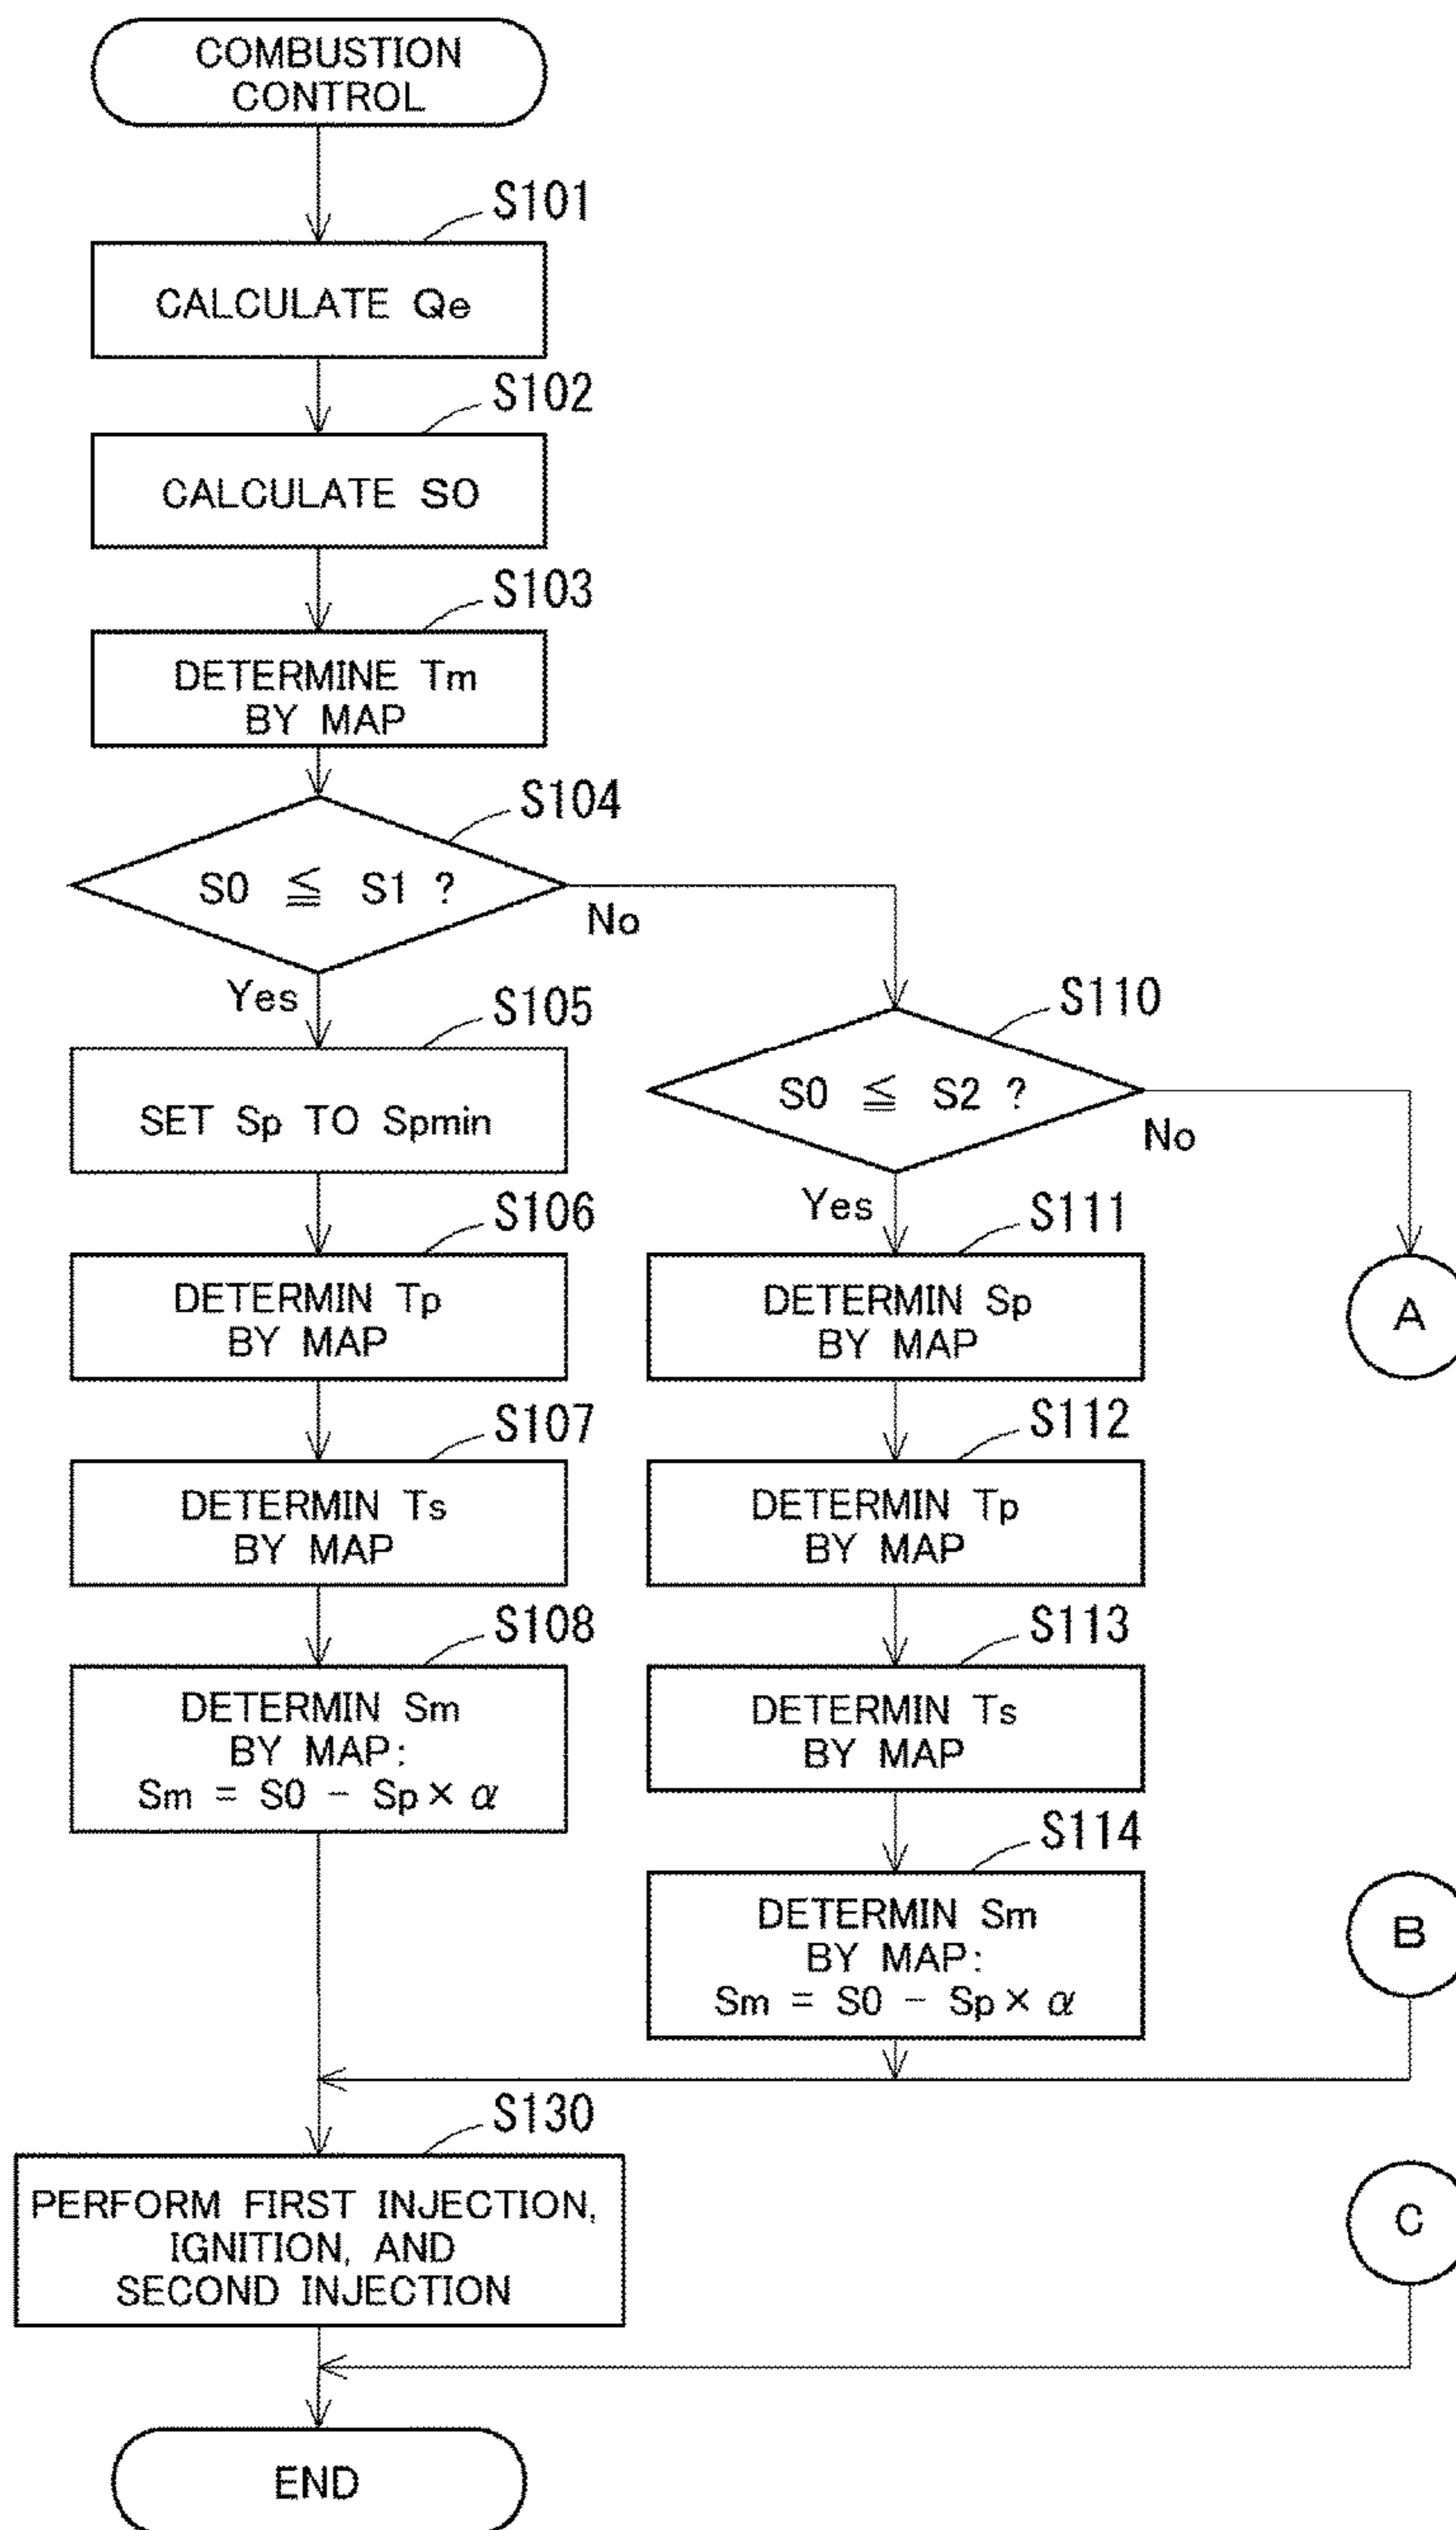 COMBUSTION
CONTROL
S101
CALCULATE Qe
S102
CALCULATE S0
S103
DETERMINE Tm
BY MAP
S104
S0 ≦ S1 ?
No
Yes
S105
SET Sp TO Spmin
S110
S0 ≦ S2 ?
No
Yes
S106
DETERMIN Tp
BY MAP
S111
DETERMIN Sp
BY MAP
A
S107
DETERMIN Ts
BY MAP
S112
DETERMIN Tp
BY MAP
S108
DETERMIN Sm
BY MAP:
Sm = S0 - Sp × α
S113
DETERMIN Ts
BY MAP
S114
DETERMIN Sm
BY MAP:
Sm = S0 - Sp × α
B
S130
PERFORM FIRST INJECTION,
IGNITION, AND
SECOND INJECTION
C
END